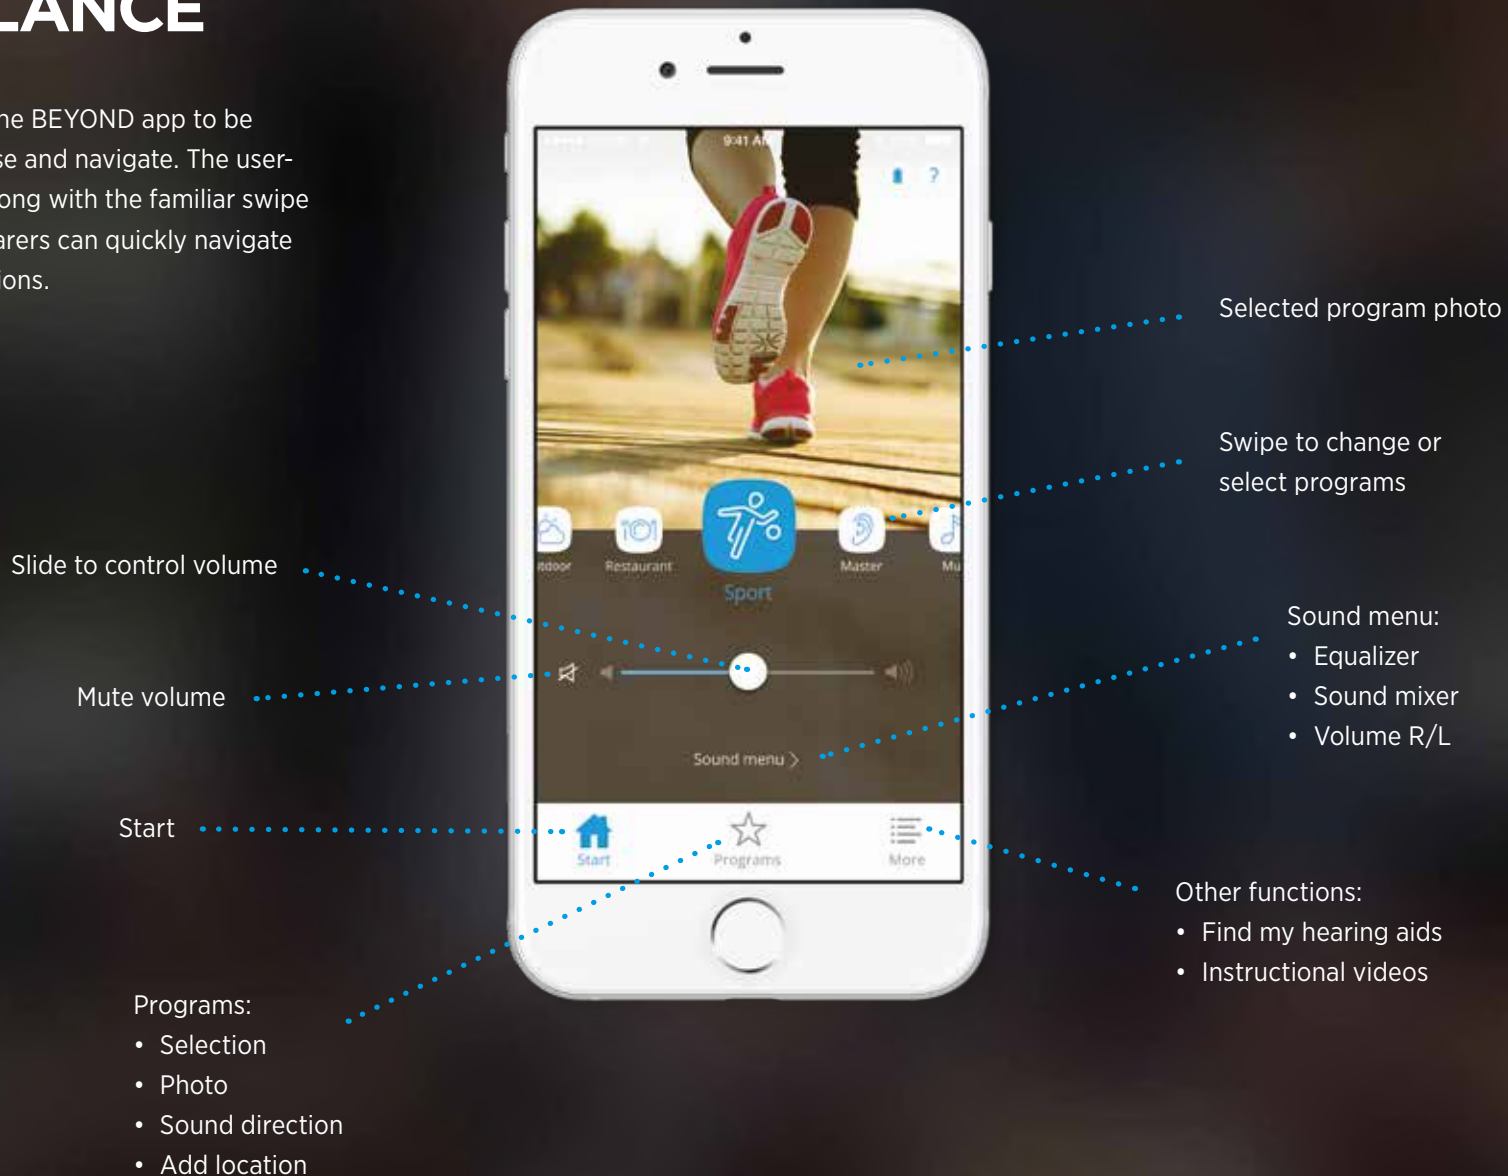 LANCE
ne BEYOND app to be
se and navigate. The user-
ong with the familiar swipe
arers can quickly navigate
ions.
9:41 A
?
Selected program photo
Swipe to change or
select programs
tdoor
Restaurant
Sport
Master
Mu
Slide to control volume
Mute volume
Sound menu:
• Equalizer
• Sound mixer
• Volume R/L
Sound menu >
Start
Start
Programs
More
Other functions:
• Find my hearing aids
• Instructional videos
Programs:
• Selection
• Photo
• Sound direction
• Add location